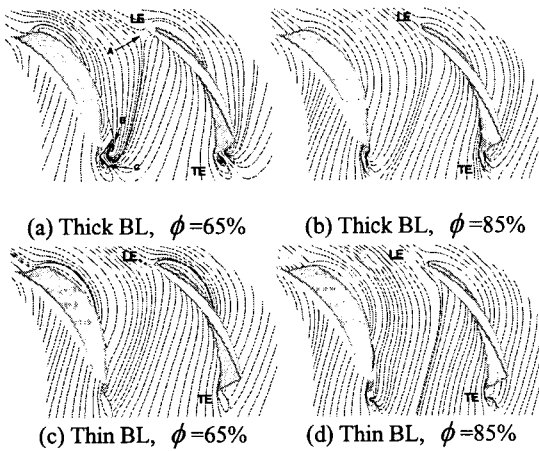 LE LE
A
B
C
TE TE
(a) Thick BL, ϕ=65% (b) Thick BL, ϕ=85%
LE LE
TE TE
(c) Thin BL, ϕ=65% (d) Thin BL, ϕ=85%